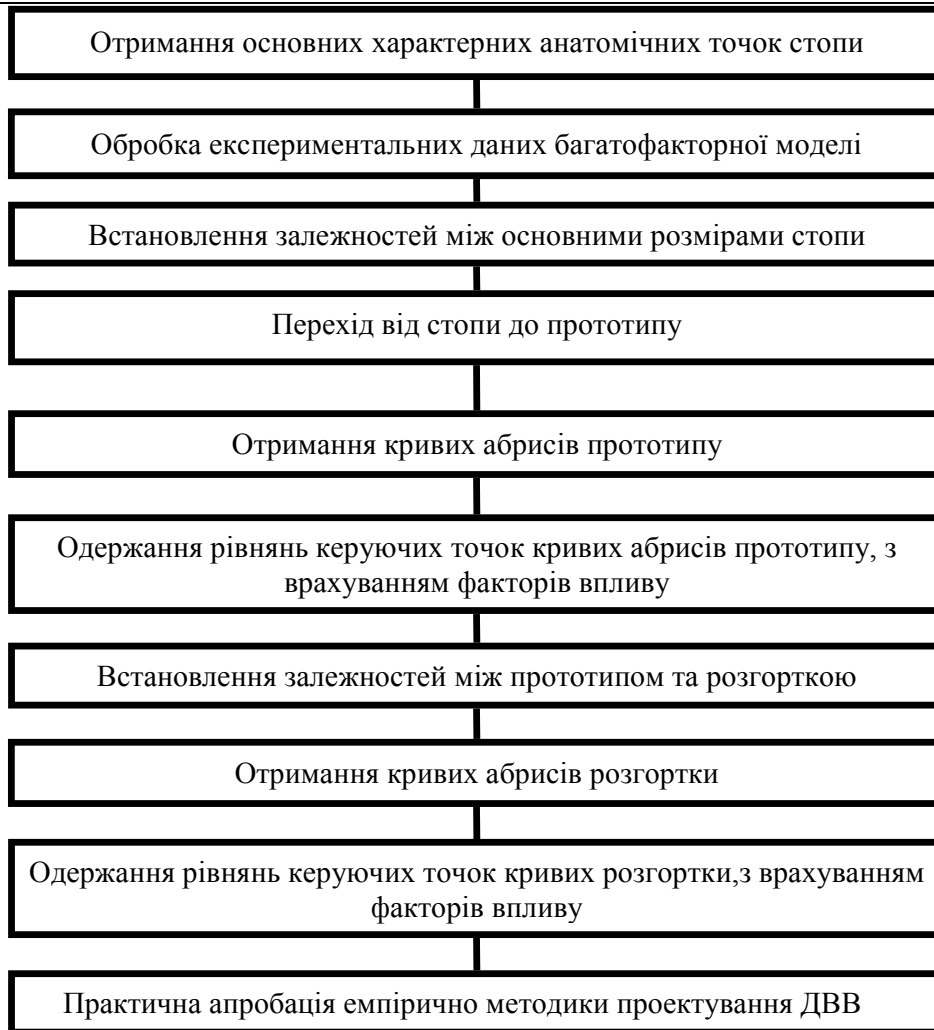 Отримання основних характерних анатомічних точок стопи
Обробка експериментальних даних багатофакторної моделі
Встановлення залежностей між основними розмірами стопи
Перехід від стопи до прототипу
Отримання кривих абрисів прототипу
Одержання рівнянь керуючих точок кривих абрисів прототипу, з
врахуванням факторів впливу
Встановлення залежностей між прототипом та розгорткою
Отримання кривих абрисів розгортки
Одержання рівнянь керуючих точок кривих розгортки,з врахуванням
факторів впливу
Практична апробація емпірично методики проектування ДВВ